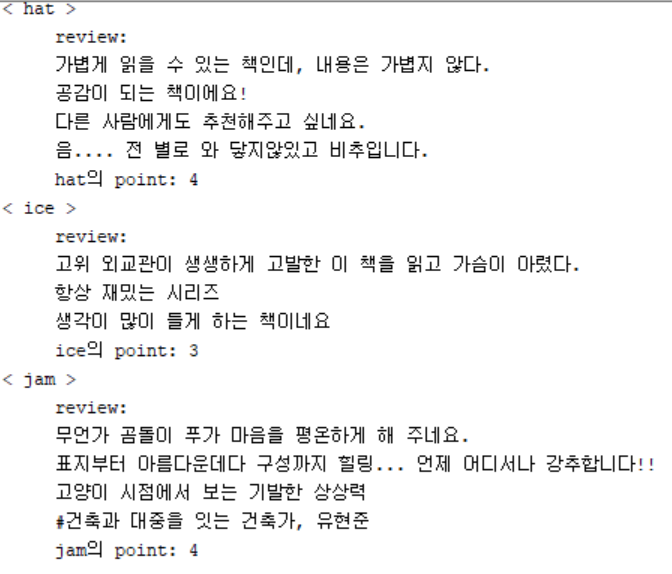 < hat >
review:
가볍게 읽을 수 있는 책인데, 내용은 가볍지 않다.
공감이 되는 책이에요!
다른 사람에게도 추천해주고 싶네요.
음.... 전 별로 와 닿지않있고 비추입니다.
hat의 point: 4
< ice >
review:
고위 외교관이 생생하게 고발한 이 책을 읽고 가슴이 아렸다.
항상 재밌는 시리즈
생각이 많이 들게 하는 책이네요
ice의 point: 3
< jam >
review:
무언가 곰돌이 푸가 마음을 평온하게 해 주네요.
표지부터 아름다운데다 구성까지 힐링... 언제 어디서나 강추합니다!!
고양이 시점에서 보는 기발한 상상력
#건축과 대중을 잇는 건축가, 유현준
jam의 point: 4